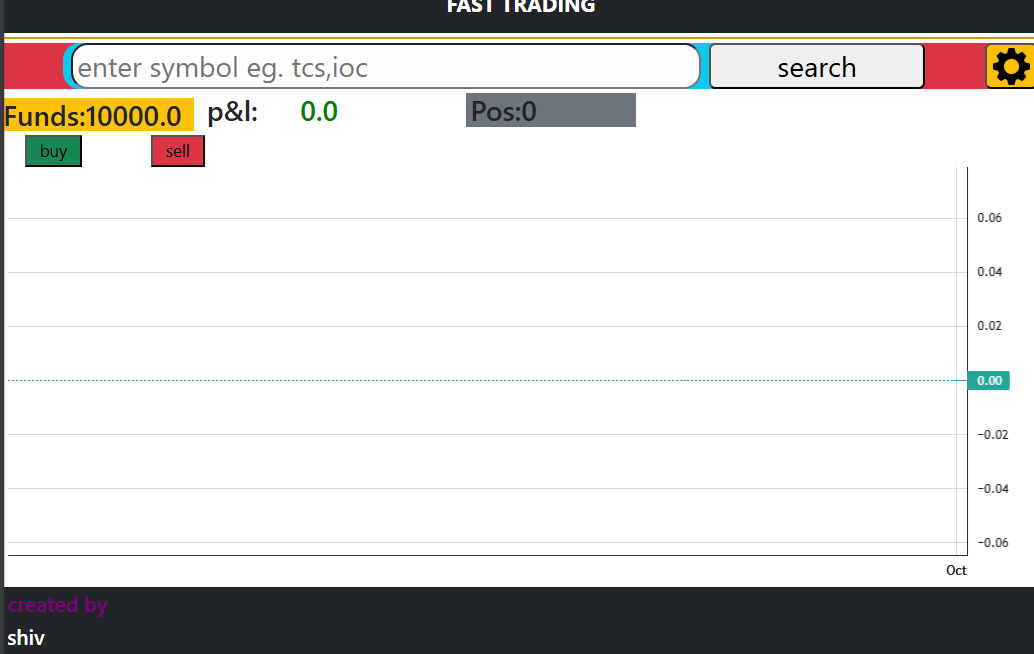 FAST TRADING
enter symbol eg. tcs,ioc search
Funds:10000.0 p&l: 0.0 Pos:0
buy sell
0.06
0.04
0.02
0.00
−0.02
−0.04
−0.06
Oct
created by
shiv